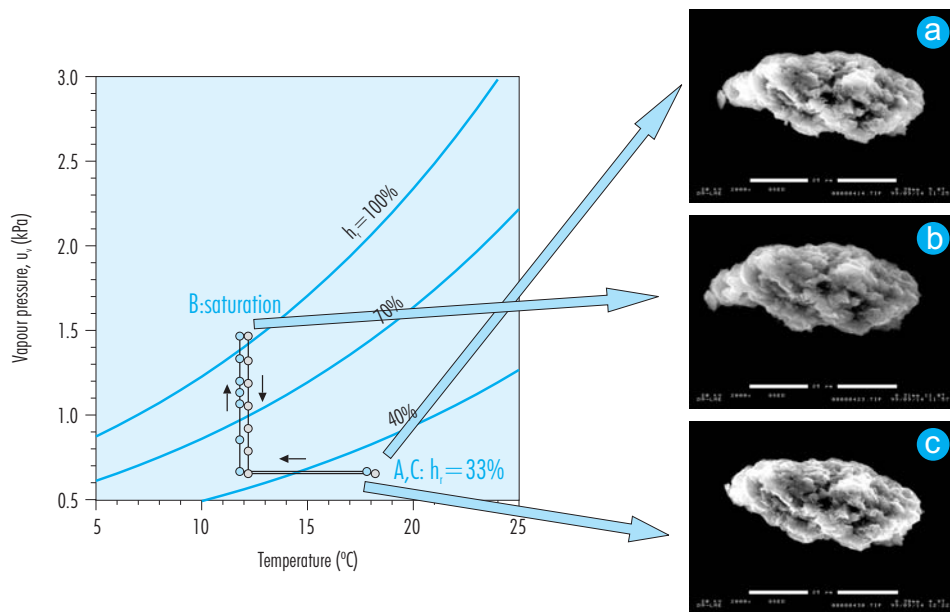 a
3.0
2.5
2.0
1.5
1.0
0.5
Vapour pressure, uv (kPa)
hr=100%
70%
40%
B:saturation
A,C: hr=33%
5
10
15
20
25
Temperature (ºC)
b
c